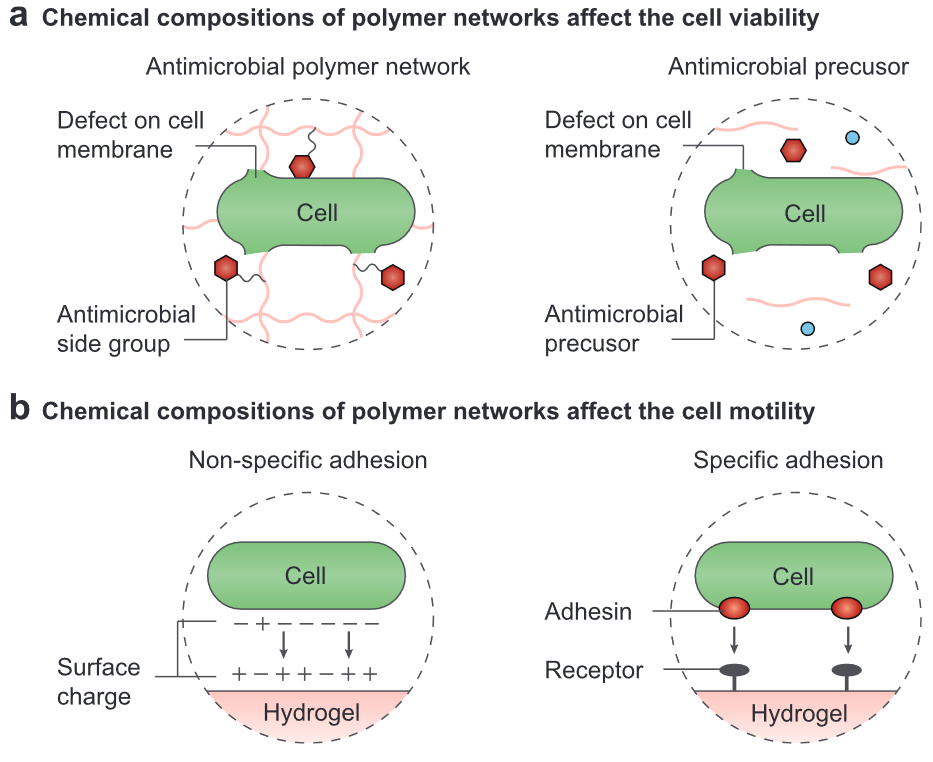 a Chemical compositions of polymer networks affect the cell viability
Antimicrobial polymer network
Defect on cell
membrane
Cell
Antimicrobial
side group
Antimicrobial precusor
Defect on cell
membrane
Cell
Antimicrobial
precusor
b Chemical compositions of polymer networks affect the cell motility
Non-specific adhesion
Cell
− + − − − − −
Surface
charge
+ − + + − + +
Hydrogel
Specific adhesion
Cell
Adhesin
Receptor
Hydrogel